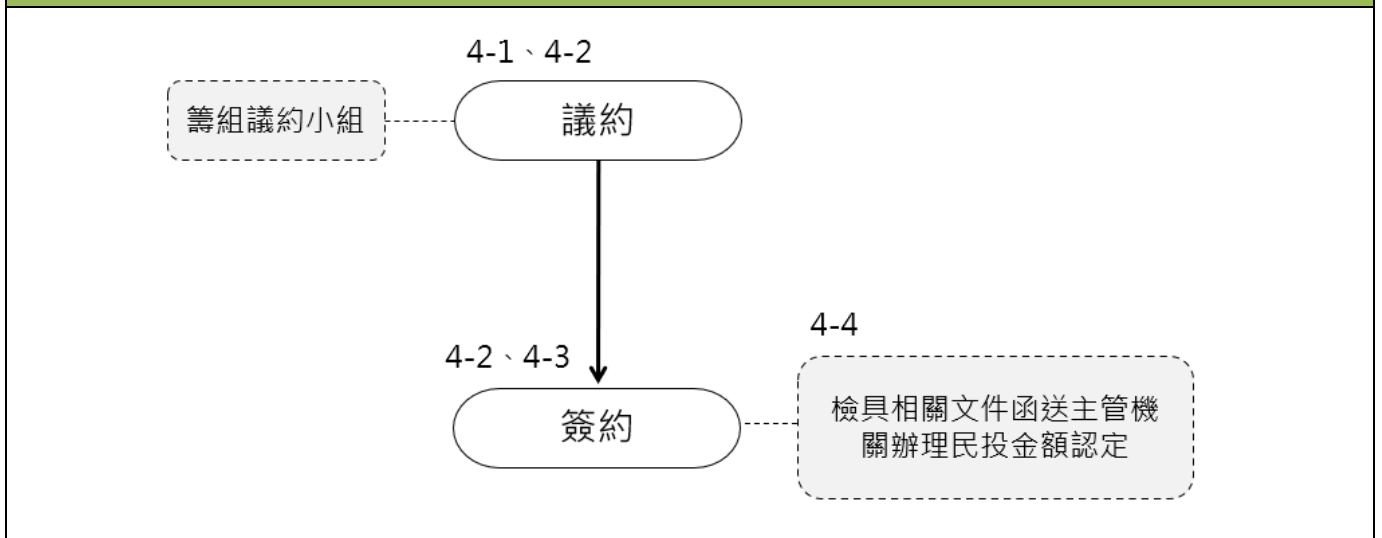 4-1、4-2
籌組議約小組
議約
4-4
4-2、4-3
檢具相關文件函送主管機
關辦理民投金額認定
簽約